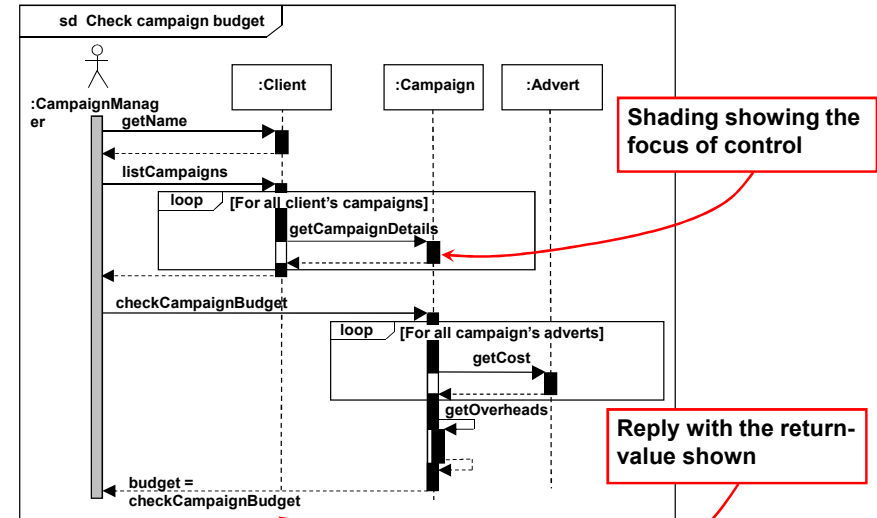 sd Check campaign budget
:Client
:Campaign
:Advert
:CampaignManag
er
getName
Shading showing the
focus of control
listCampaigns
loop
[For all client's campaigns]
getCampaignDetails
checkCampaignBudget
loop
[For all campaign's adverts]
getCost
getOverheads
Reply with the return-
value shown
budget =
checkCampaignBudget